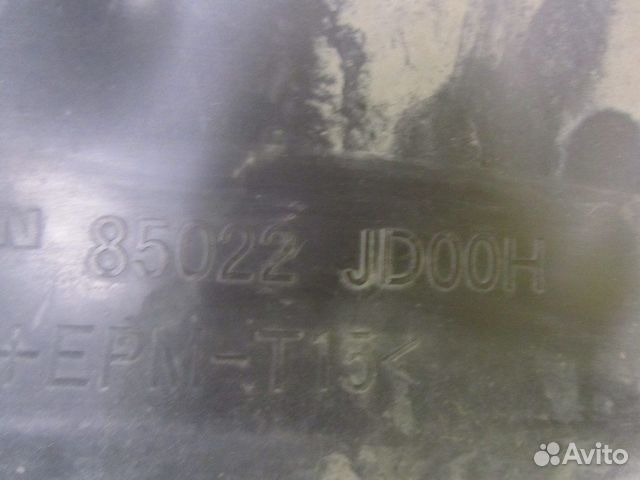 N 85022 JD00H
+EPM-T15<
Avito